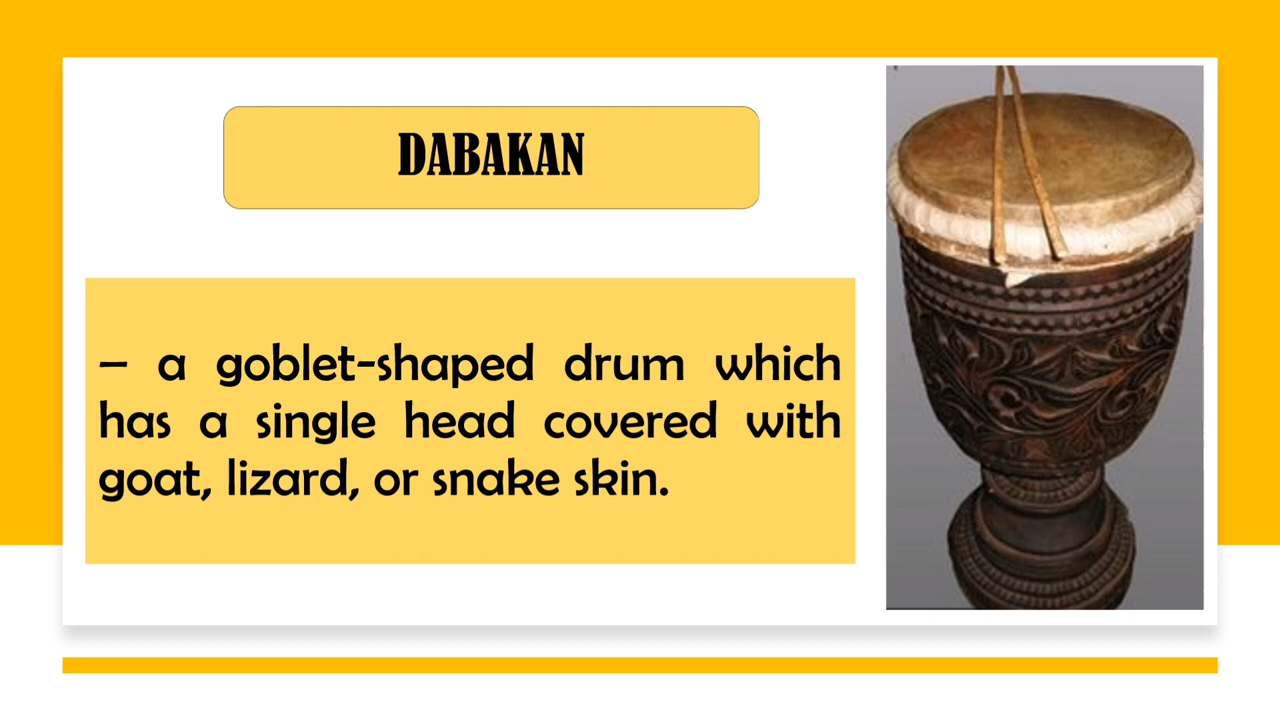 DABAKAN
– a goblet-shaped drum which
has a single head covered with
goat, lizard, or snake skin.